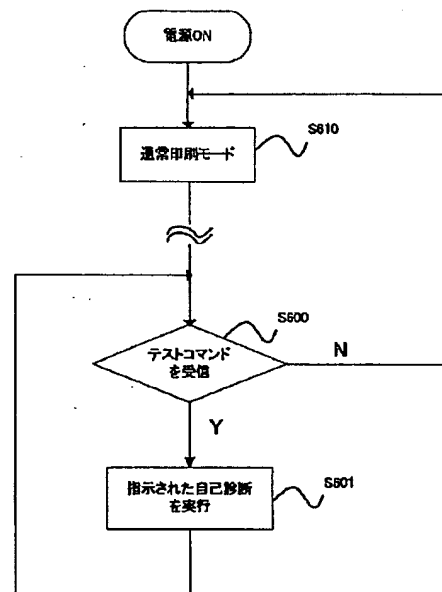 電源ON
通常印刷モード
S610
S600
テストコマンド
を受信
N
Y
指示された自己診断
を実行
S601